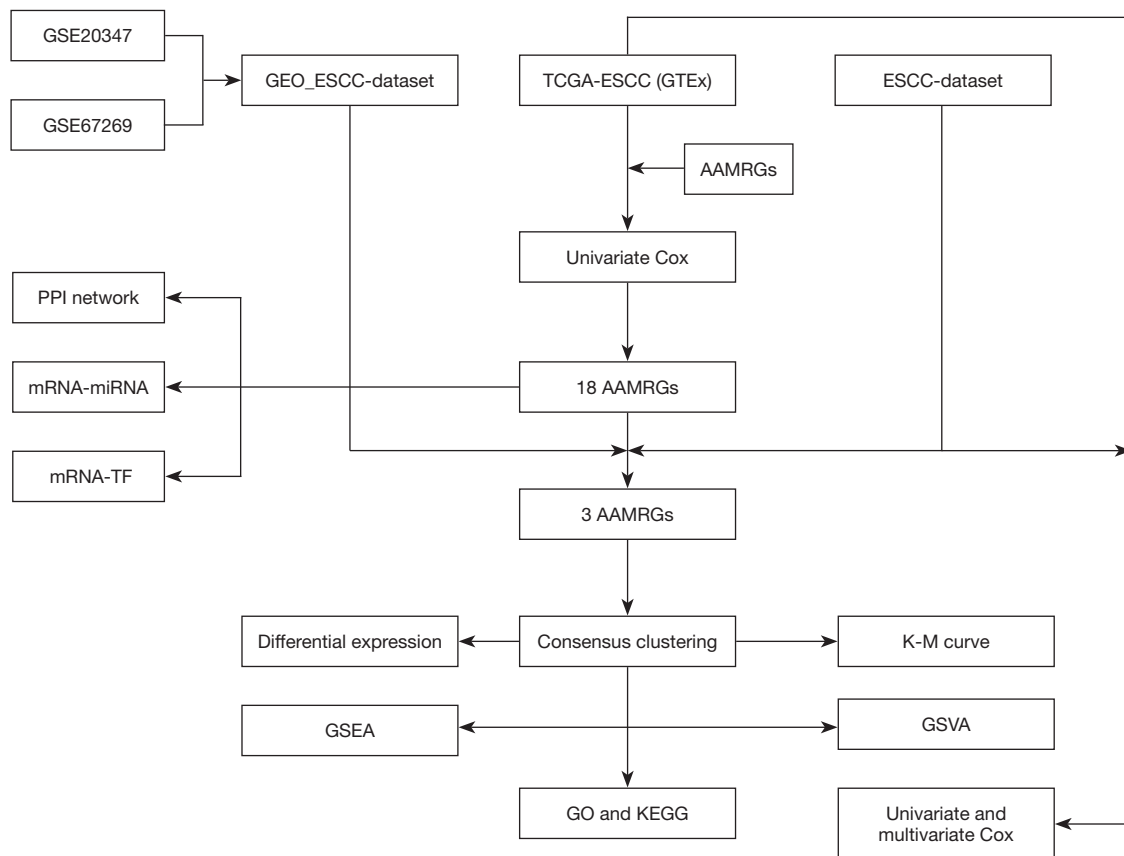 GSE20347
GSE67269
GEO_ESCC-dataset
TCGA-ESCC (GTEx)
ESCC-dataset
AAMRGs
Univariate Cox
PPI network
mRNA-miRNA
18 AAMRGs
mRNA-TF
3 AAMRGs
Differential expression
Consensus clustering
K-M curve
GSEA
GSVA
GO and KEGG
Univariate and
multivariate Cox